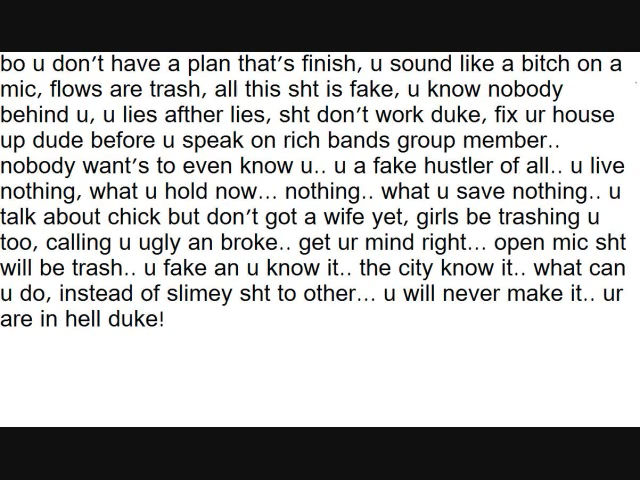 bo u don't have a plan that's finish, u sound like a bitch on a
mic, flows are trash, all this sht is fake, u know nobody
behind u, u lies afther lies, sht don't work duke, fix ur house
up dude before u speak on rich bands group member..
nobody want's to even know u.. u a fake hustler of all.. u live
nothing, what u hold now... nothing.. what u save nothing.. u
talk about chick but don't got a wife yet, girls be trashing u
too, calling u ugly an broke.. get ur mind right... open mic sht
will be trash.. u fake an u know it.. the city know it.. what can
u do, instead of slimey sht to other... u will never make it.. ur
are in hell duke!